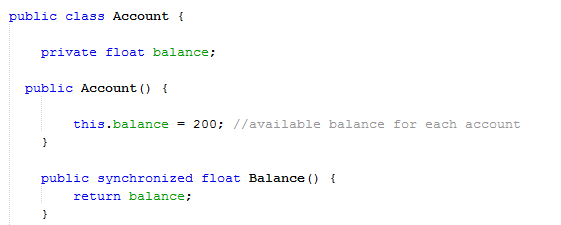 public class Account {
private float balance;
public Account() {
this.balance = 200; //available balance for each account
}
public synchronized float Balance() {
return balance;
}